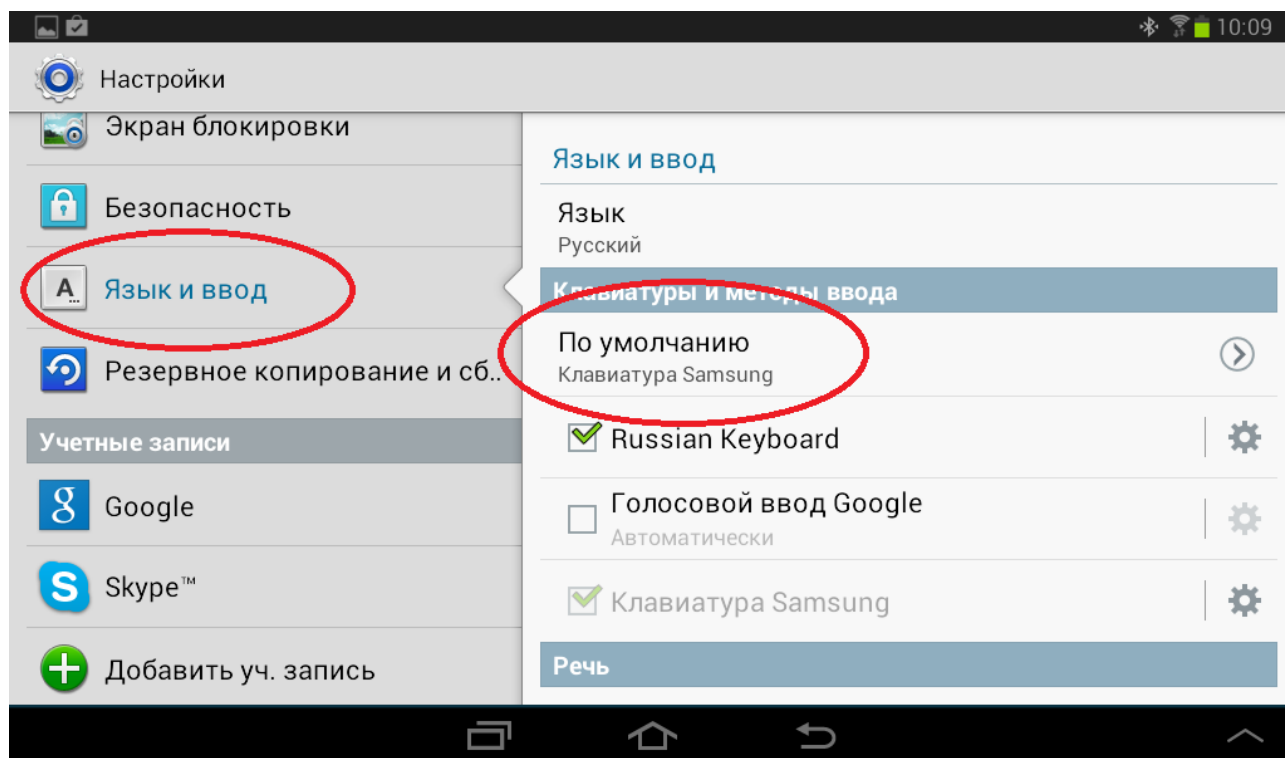 10:09
Настройки
Экран блокировки
Безопасность
Язык и ввод
Резервное копирование и сб..
Учетные записи
Google
Skype™
Добавить уч. запись
Язык и ввод
Язык
Русский
Клавиатуры и методы ввода
По умолчанию
Клавиатура Samsung
Russian Keyboard
Голосовой ввод Google
Автоматически
Клавиатура Samsung
Речь